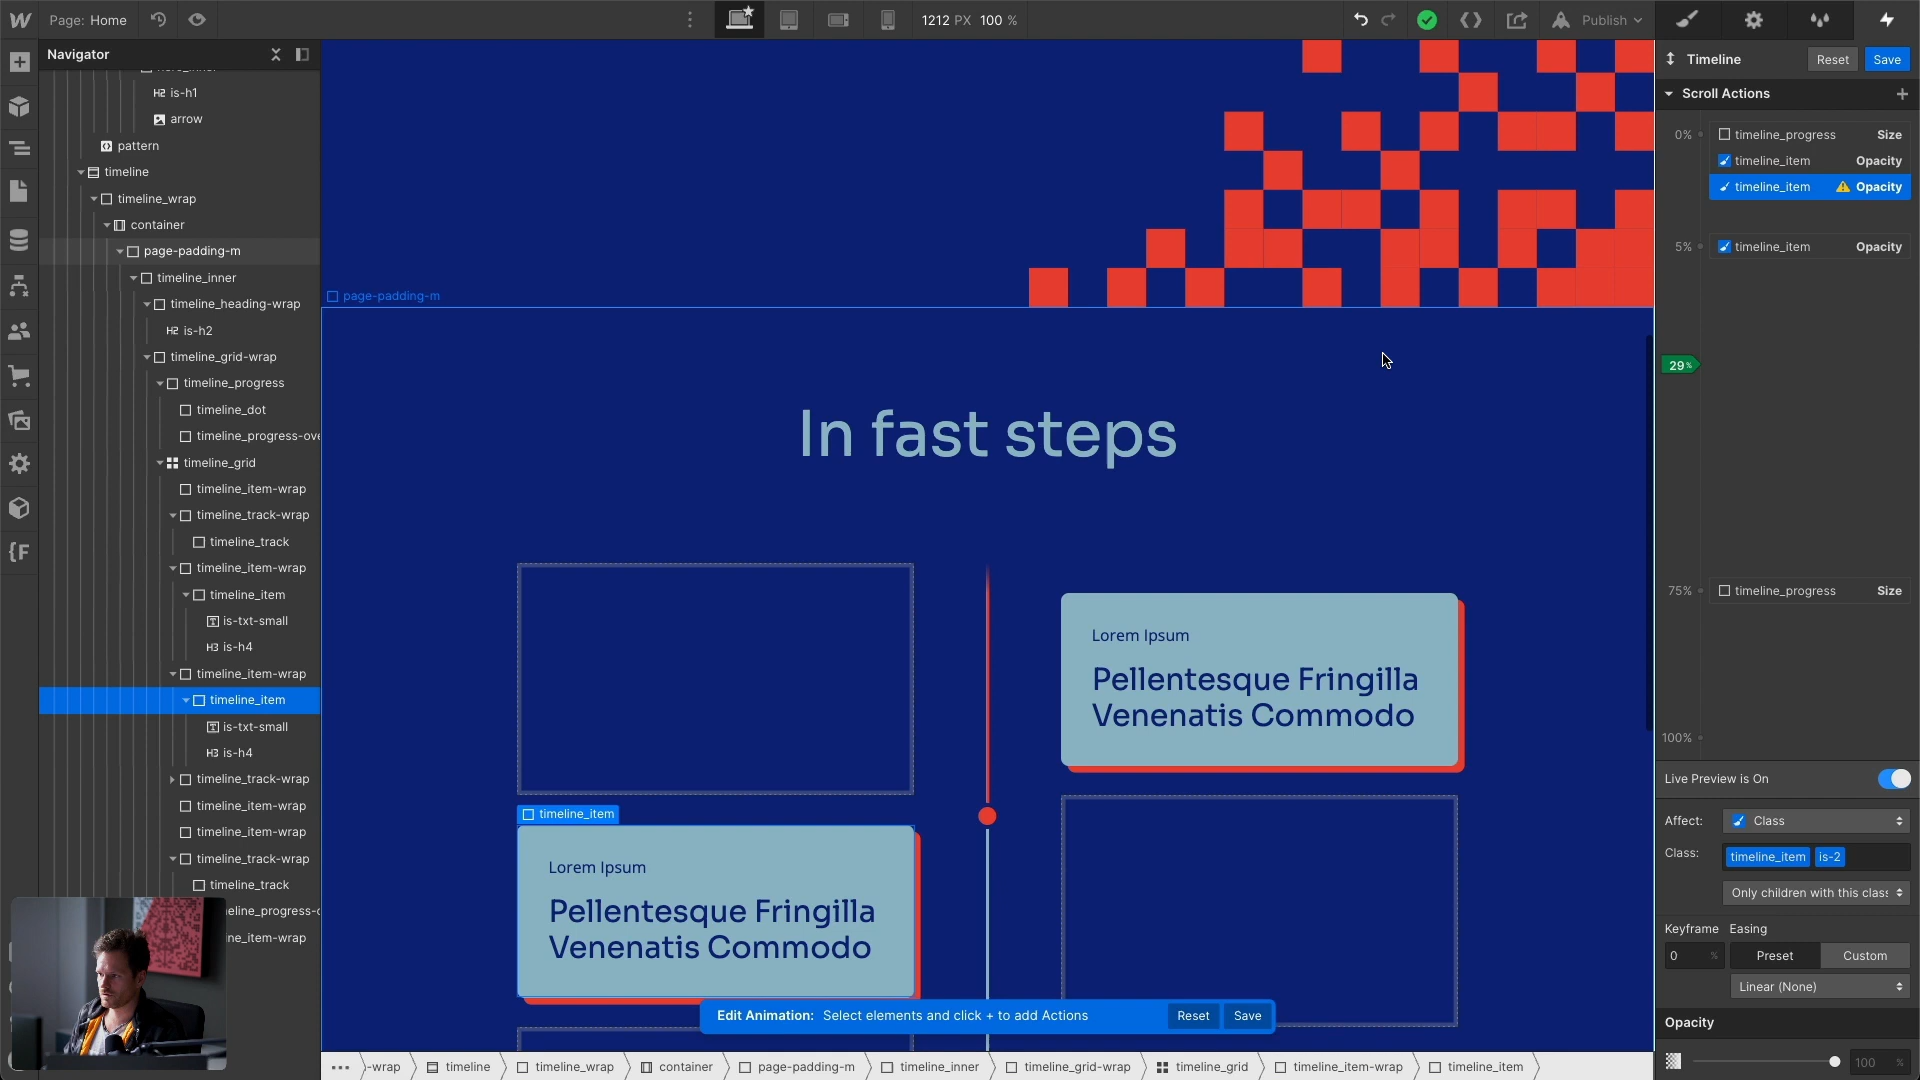 Page: Home
1212 PX 100 %
Publish
Navigator
is-h1
arrow
pattern
timeline
timeline_wrap
container
page-padding-m
timeline_inner
timeline_heading-wrap
is-h2
timeline_grid-wrap
timeline_progress
timeline_dot
timeline_progress-ove
timeline_grid
timeline_item-wrap
timeline_track-wrap
timeline_track
timeline_item-wrap
timeline_item
is-txt-small
is-h4
timeline_item-wrap
timeline_item
is-txt-small
is-h4
timeline_track-wrap
timeline_item-wrap
timeline_item-wrap
timeline_track-wrap
timeline_track
eline_progress-o
ne_item-wrap
page-padding-m
In fast steps
Lorem Ipsum
Pellentesque Fringilla
Venenatis Commodo
timeline_item
Lorem Ipsum
Pellentesque Fringilla
Venenatis Commodo
Edit Animation: Select elements and click + to add Actions Reset Save
-wrap timeline timeline_wrap container page-padding-m timeline_inner timeline_grid-wrap timeline_grid timeline_item-wrap timeline_item
Timeline Reset Save
Scroll Actions
0% timeline_progress Size
timeline_item Opacity
timeline_item Opacity
5% timeline_item Opacity
29%
75% timeline_progress Size
100%
Live Preview is On
Affect: Class
Class: timeline_item is-2
Only children with this class
Keyframe Easing
0 % Preset Custom
Linear (None)
Opacity
100 %